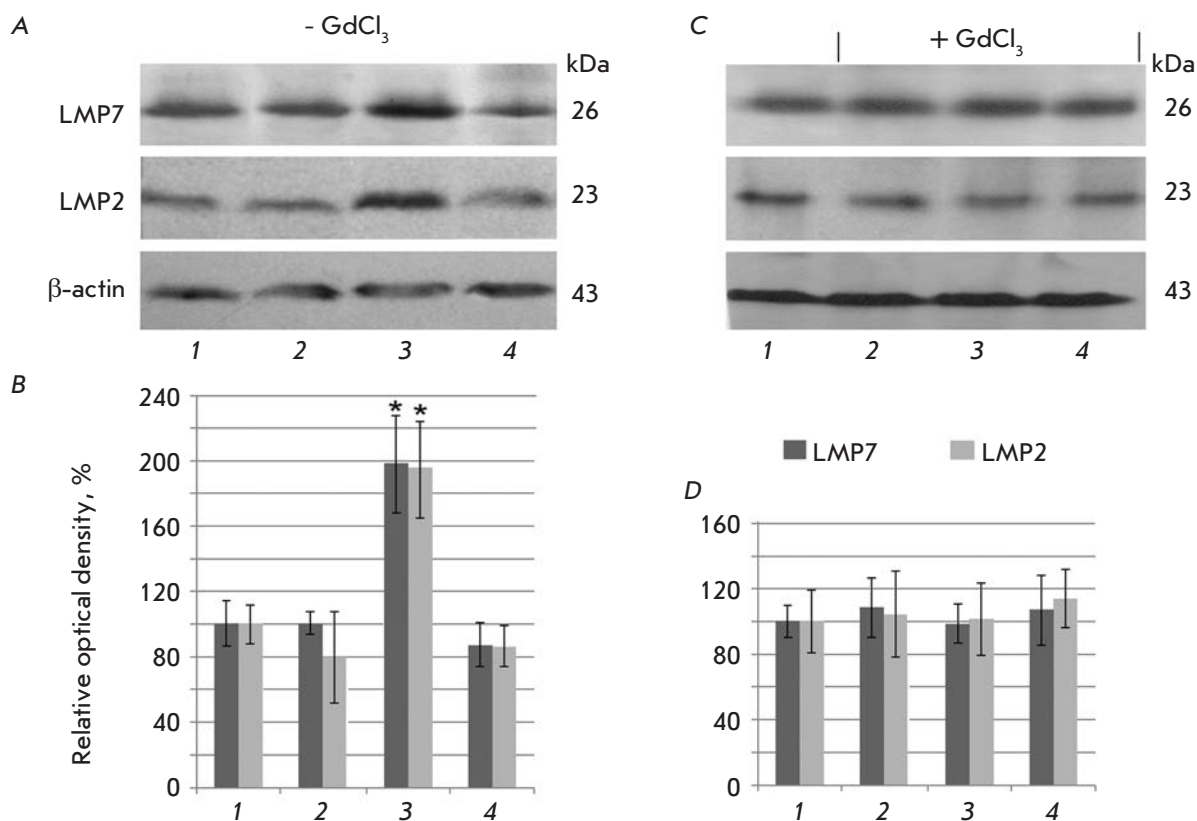 A
- GdCl₃
kDa
LMP7
26
LMP2
23
β-actin
43
1 2 3 4
C
+ GdCl₃
kDa
26
23
43
1 2 3 4
B
Relative optical density, %
240
200
160
120
80
40
0
* *
1 2 3 4
LMP7 LMP2
D
160
120
80
40
0
1 2 3 4